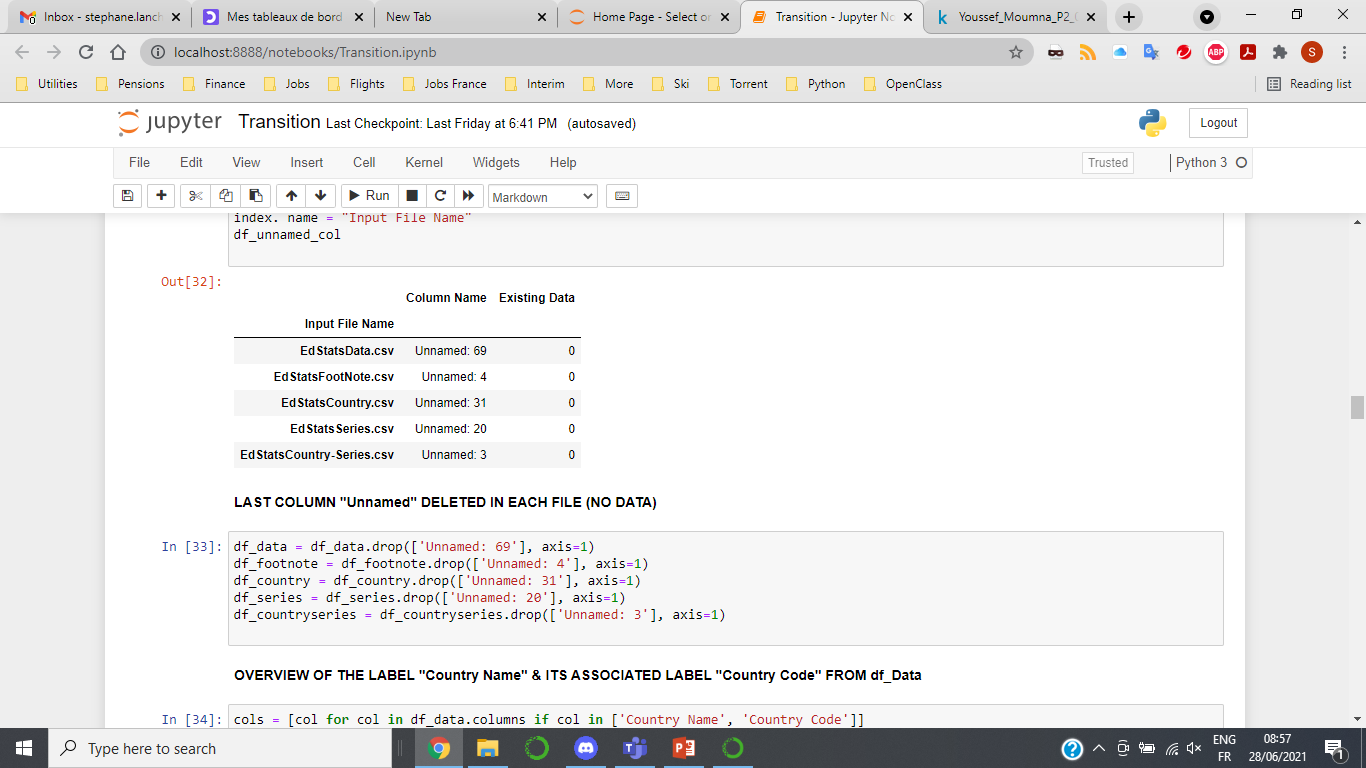 Inbox - stephane.lanch
Mes tableaux de bord
New Tab
Home Page - Select or
Transition - Jupyter No
Youssef_Moumna_P2_
localhost:8888/notebooks/Transition.ipynb
ABP
S
Utilities
Pensions
Finance
Jobs
Flights
Jobs France
Interim
More
Ski
Torrent
Python
OpenClass
Reading list
jupyter Transition Last Checkpoint: Last Friday at 6:41 PM (autosaved)
Logout
File Edit View Insert Cell Kernel Widgets Help
Trusted
Python 3
Run
Markdown
index. name = "Input File Name"
df_unnamed_col
Out[32]:
Column Name Existing Data
Input File Name
EdStatsData.csv Unnamed: 69 0
EdStatsFootNote.csv Unnamed: 4 0
EdStatsCountry.csv Unnamed: 31 0
EdStatsSeries.csv Unnamed: 20 0
EdStatsCountry-Series.csv Unnamed: 3 0
LAST COLUMN "Unnamed" DELETED IN EACH FILE (NO DATA)
In [33]: df_data = df_data.drop(['Unnamed: 69'], axis=1)
df_footnote = df_footnote.drop(['Unnamed: 4'], axis=1)
df_country = df_country.drop(['Unnamed: 31'], axis=1)
df_series = df_series.drop(['Unnamed: 20'], axis=1)
df_countryseries = df_countryseries.drop(['Unnamed: 3'], axis=1)
OVERVIEW OF THE LABEL "Country Name" & ITS ASSOCIATED LABEL "Country Code" FROM df_Data
In [34]: cols = [col for col in df_data.columns if col in ['Country Name', 'Country Code']]
Type here to search
ENG
FR
08:57
28/06/2021
1